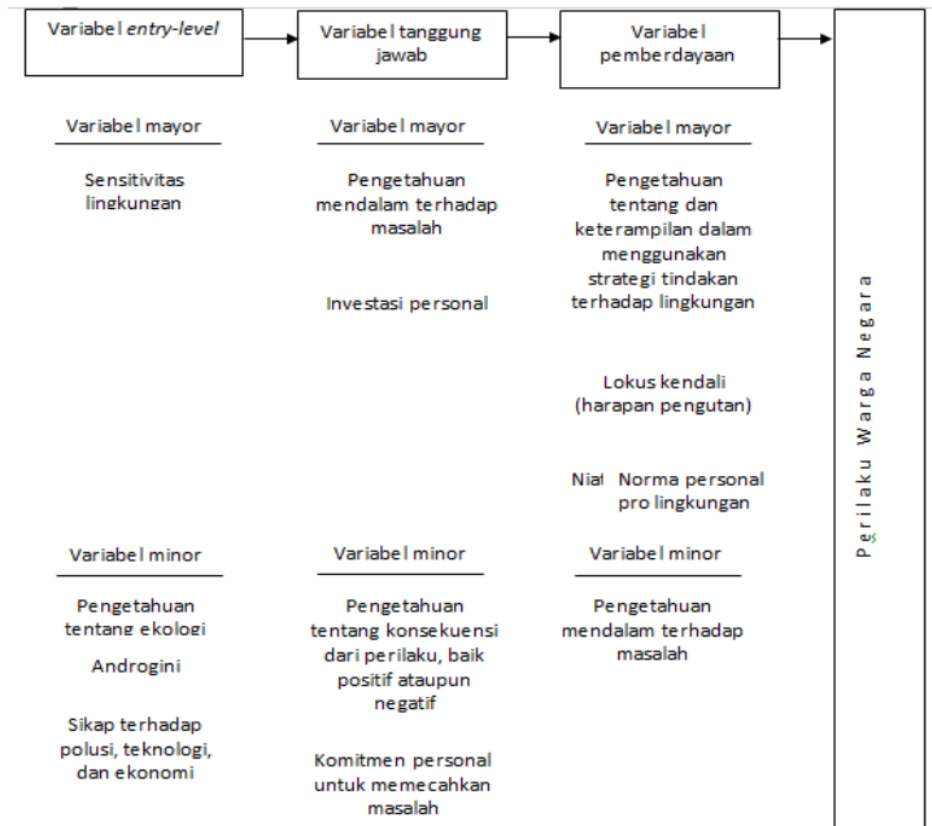 Variabel entry-level
Variabel mayor
Sensitivitas
lingkungan
Variabel minor
Pengetahuan
tentang ekologi
Androgini
Sikap terhadap
polusi, teknologi,
dan ekonomi
Variabel tanggung
jawab
Variabel mayor
Pengetahuan
mendalam terhadap
masalah
Investasi personal
Variabel minor
Pengetahuan
tentang konsekuensi
dari perilaku, baik
positif ataupun
negatif
Komitmen personal
untuk memecahkan
masalah
Variabel
pemberdayaan
Variabel mayor
Pengetahuan
tentang dan
keterampilan dalam
menggunakan
strategi tindakan
terhadap lingkungan
Lokus kendali
(harapan pengutan)
Niat Norma personal
pro lingkungan
Variabel minor
Pengetahuan
mendalam terhadap
masalah
Perilaku Warga Negara